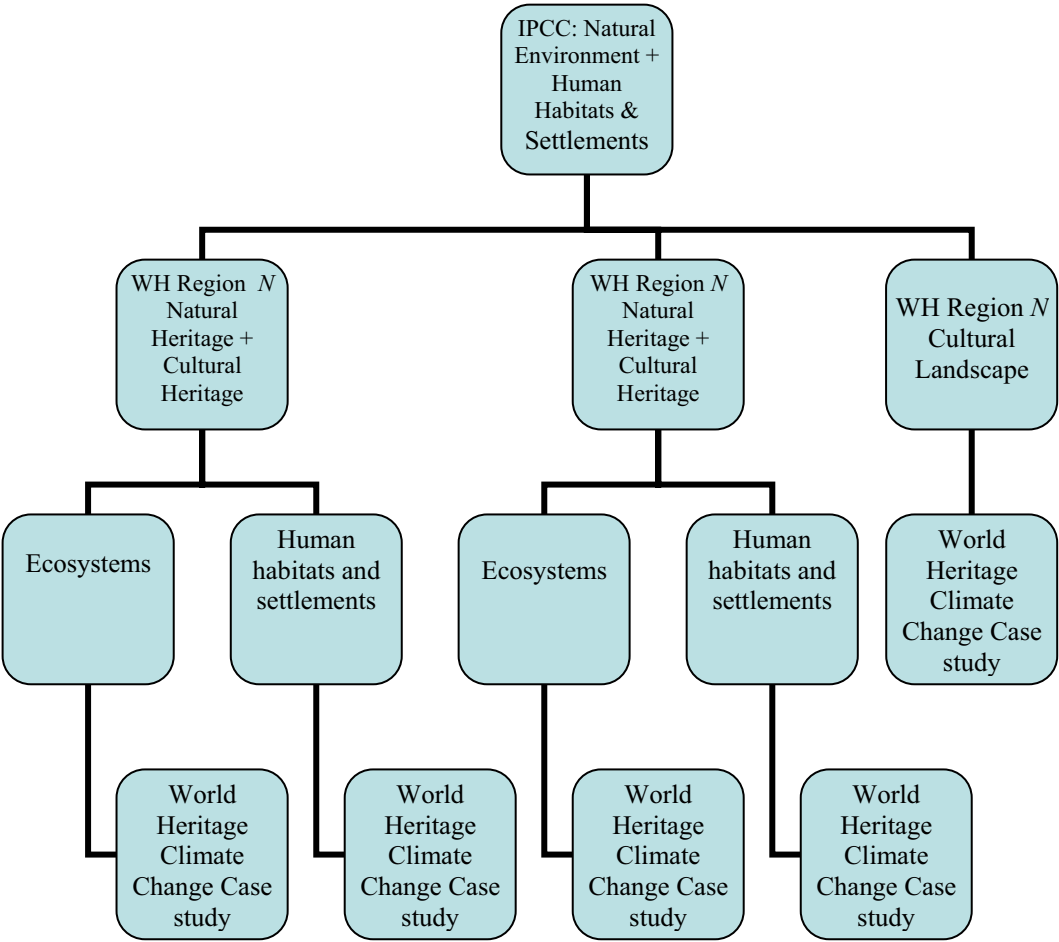 IPCC: Natural
Environment +
Human
Habitats &
Settlements
WH Region N
Natural
Heritage +
Cultural
Heritage
WH Region N
Natural
Heritage +
Cultural
Heritage
WH Region N
Cultural
Landscape
Ecosystems
Human
habitats and
settlements
Ecosystems
Human
habitats and
settlements
World
Heritage
Climate
Change Case
study
World
Heritage
Climate
Change Case
study
World
Heritage
Climate
Change Case
study
World
Heritage
Climate
Change Case
study
World
Heritage
Climate
Change Case
study